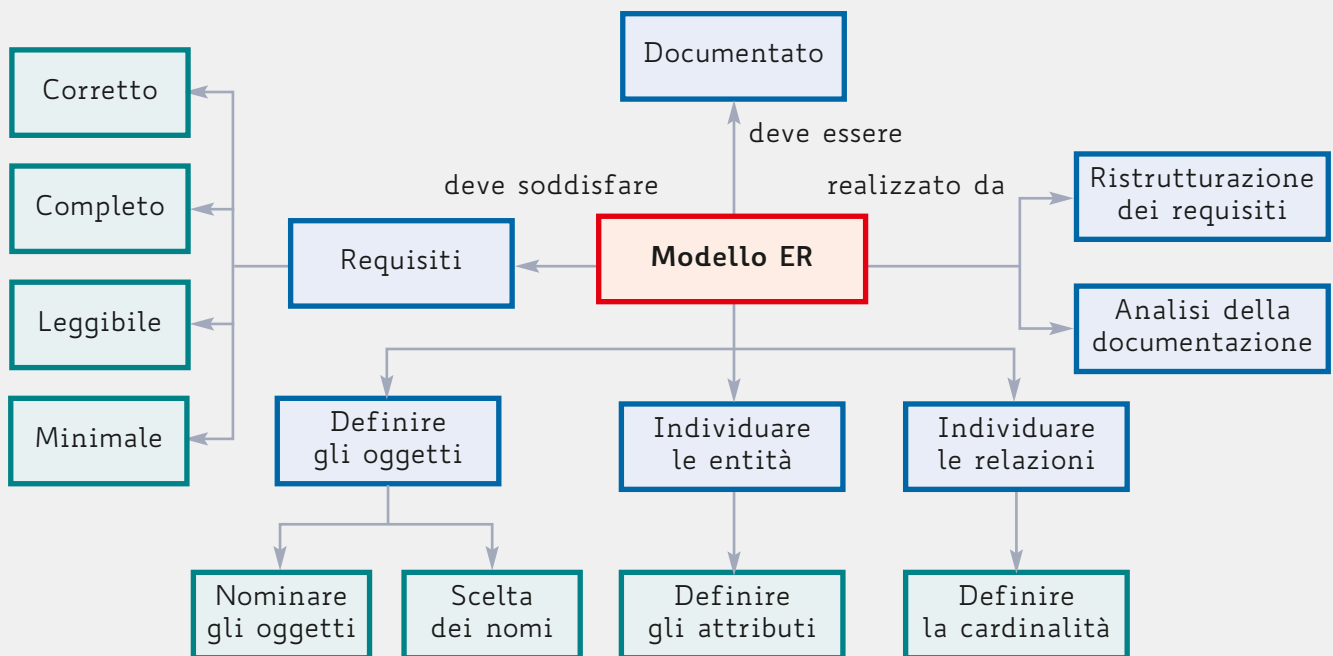 Documentato
Corretto
deve essere
Completo
deve soddisfare
realizzato da
Ristrutturazione
dei requisiti
Requisiti
Modello ER
Leggibile
Analisi della
documentazione
Minimale
Definire
gli oggetti
Individuare
le entità
Individuare
le relazioni
Nominare
gli oggetti
Scelta
dei nomi
Definire
gli attributi
Definire
la cardinalità